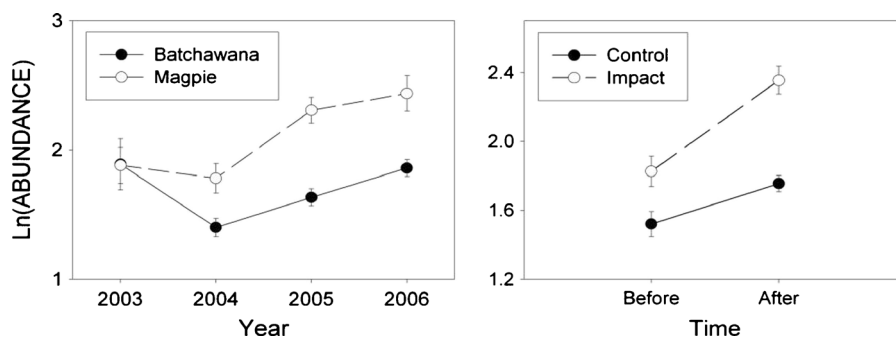 Ln(ABUNDANCE)
3
2
1
Batchawana
Magpie
2003 2004 2005 2006
Year
2.4
2.0
1.6
1.2
Control
Impact
Before After
Time